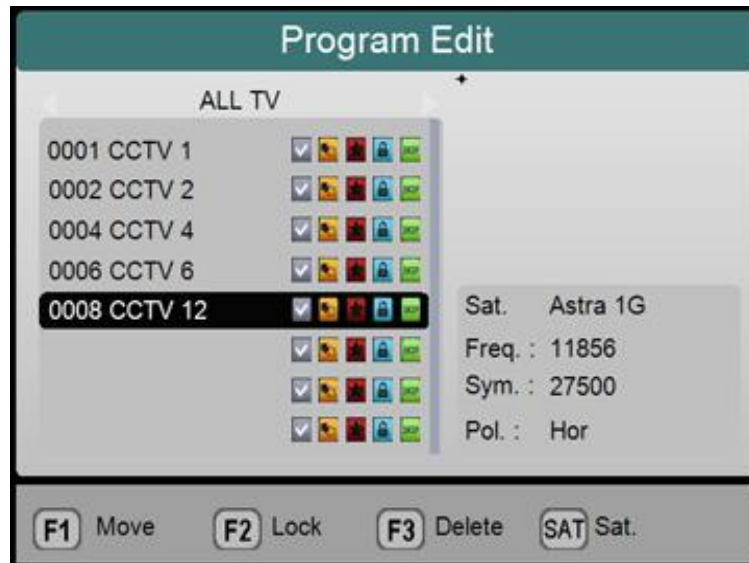 Program Edit
ALL TV
0001 CCTV 1
0002 CCTV 2
0004 CCTV 4
0006 CCTV 6
0008 CCTV 12
Sat. Astra 1G
Freq. : 11856
Sym. : 27500
Pol. : Hor
F1 Move F2 Lock F3 Delete SAT Sat.